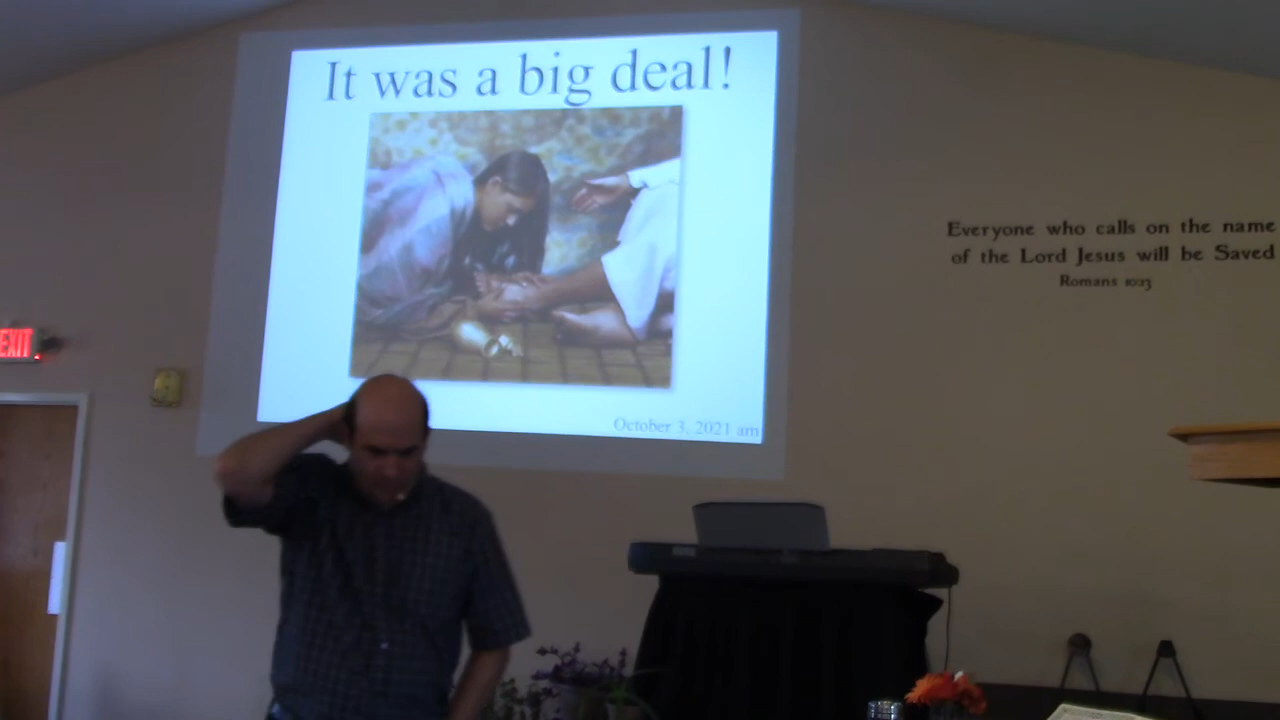 It was a big deal!
Everyone who calls on the name
of the Lord Jesus will be Saved
Romans 10:13
EXIT
October 3, 2021 am